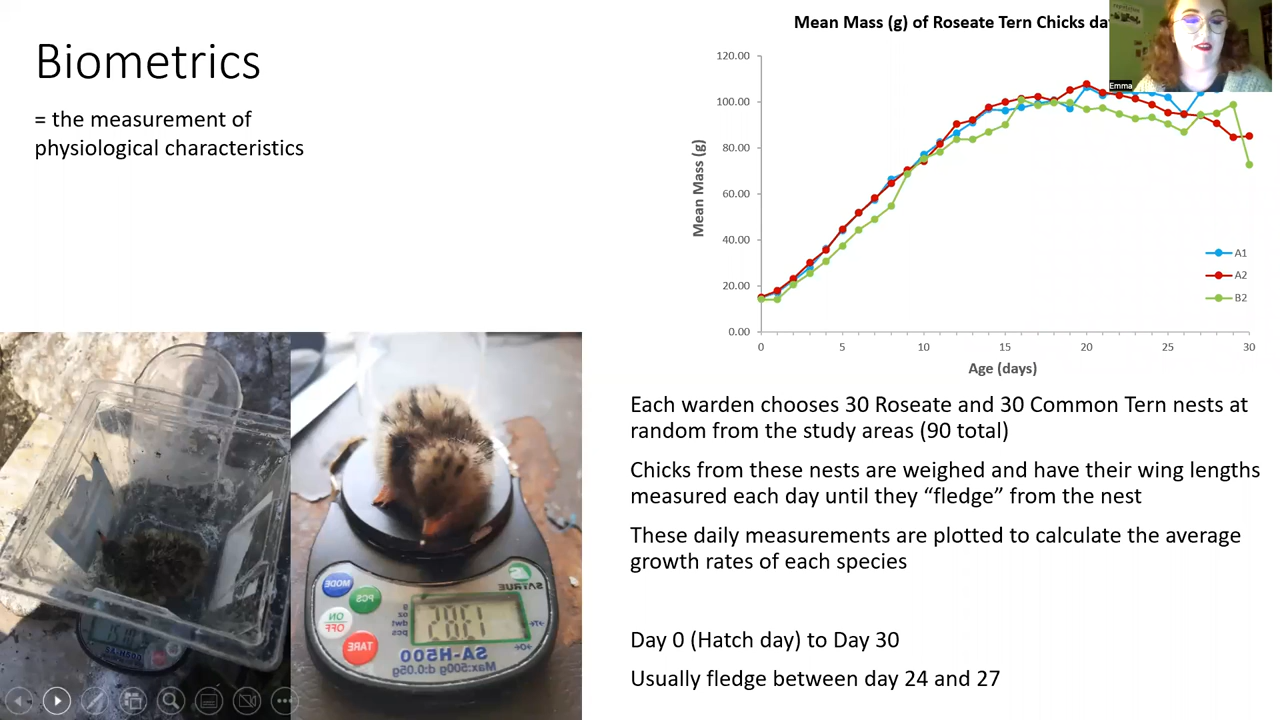 Biometrics
= the measurement of
physiological characteristics
Mean Mass (g) of Roseate Tern Chicks
Emma
120.00
100.00
80.00
60.00
40.00
20.00
0.00
Mean Mass (g)
0 5 10 15 20 25 30
Age (days)
A1
A2
B2
Each warden chooses 30 Roseate and 30 Common Tern nests at
random from the study areas (90 total)
Chicks from these nests are weighed and have their wing lengths
measured each day until they “fledge” from the nest
These daily measurements are plotted to calculate the average
growth rates of each species
Day 0 (Hatch day) to Day 30
Usually fledge between day 24 and 27
SATRUE
MODE
PCS
ON
OFF
TARE
g
oz
dwt
pcs
SA-H500
Max:500g d:0.05g